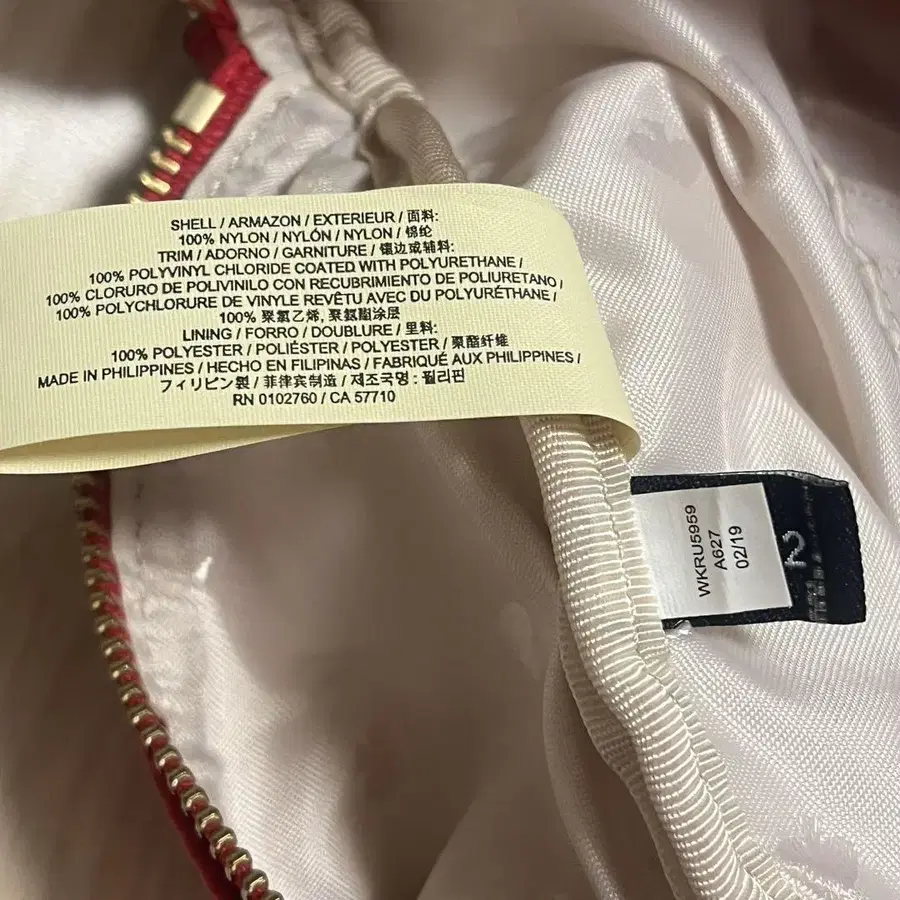 SHELL / ARMAZON / EXTERIEUR / 面料:
100% NYLON / NYLÓN / NYLON / 锦纶
TRIM / ADORNO / GARNITURE / 镶边或辅料:
100% POLYVINYL CHLORIDE COATED WITH POLYURETHANE /
100% CLORURO DE POLIVINILO CON RECUBRIMIENTO DE POLIURETANO /
100% POLYCHLORURE DE VINYLE REVÊTU AVEC DU POLYURÉTHANE /
100% 聚氯乙烯, 聚氨酯涂层
LINING / FORRO / DOUBLURE / 里料:
100% POLYESTER / POLIÉSTER / POLYESTER / 聚酯纤维
MADE IN PHILIPPINES / HECHO EN FILIPINAS / FABRIQUÉ AUX PHILIPPINES /
フィリピン製 / 菲律宾制造 / 제조국명 : 필리핀
RN 0102760 / CA 57710
WKRU5959
A627
02/19
2